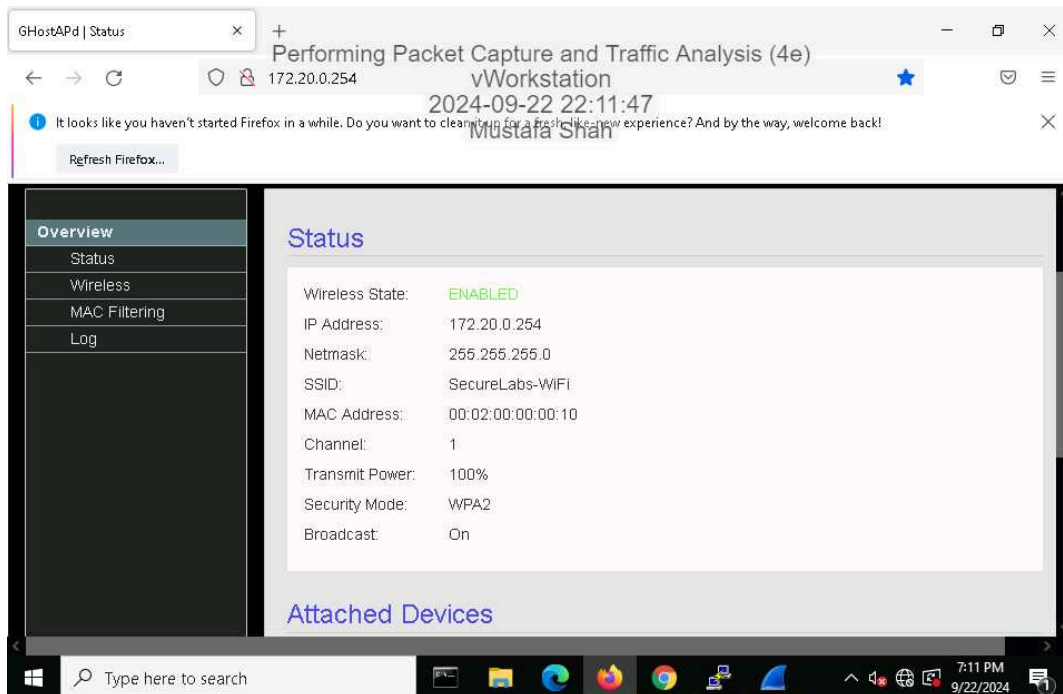 GHostAPd | Status
Performing Packet Capture and Traffic Analysis (4e)
172.20.0.254
vWorkstation
2024-09-22 22:11:47
Mustafa Shah
It looks like you haven't started Firefox in a while. Do you want to clean it up for a fresh, like-new experience? And by the way, welcome back!
Refresh Firefox...
Overview
Status
Wireless
MAC Filtering
Log
Status
Wireless State: ENABLED
IP Address: 172.20.0.254
Netmask: 255.255.255.0
SSID: SecureLabs-WiFi
MAC Address: 00:02:00:00:00:10
Channel: 1
Transmit Power: 100%
Security Mode: WPA2
Broadcast: On
Attached Devices
Type here to search
7:11 PM
9/22/2024